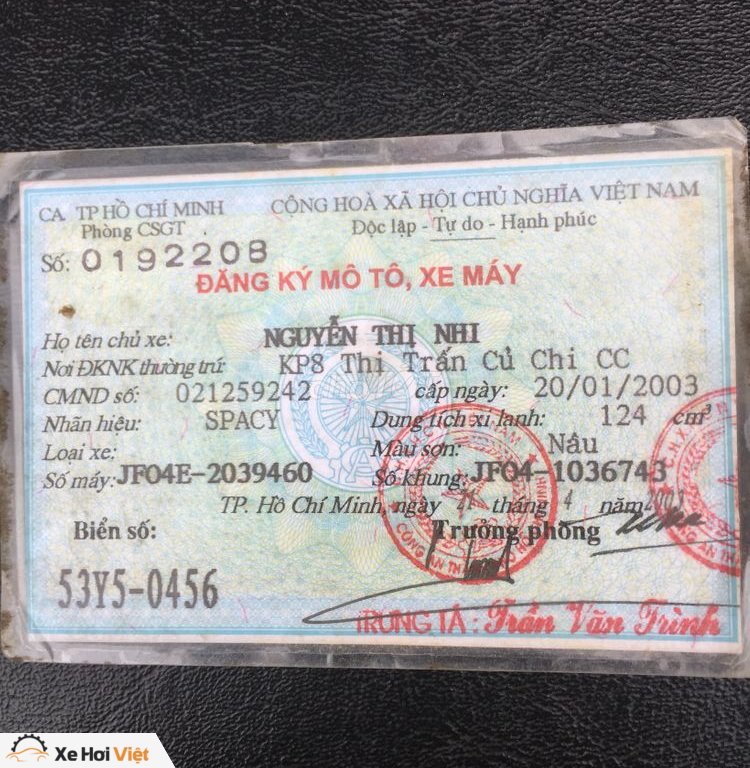 CA TP HỒ CHÍ MINH
Phòng CSGT
CỘNG HOÀ XÃ HỘI CHỦ NGHĨA VIỆT NAM
Độc lập - Tự do - Hạnh phúc
Số: 0192208
ĐĂNG KÝ MÔ TÔ, XE MÁY
Họ tên chủ xe: NGUYỄN THỊ NHI
Nơi ĐKNK thường trú: KP8 Thị Trấn Củ Chi CC
CMND số: 021259242 cấp ngày: 20/01/2003
Nhãn hiệu: SPACY Dung tích xi lanh: 124 cm³
Loại xe: Màu sơn: Nâu
Số máy: JF04E-2039460 Số khung: JF04-1036743
TP. Hồ Chí Minh, ngày 21 tháng 4 năm 2003
Biển số: Trưởng phòng
53Y5-0456
TRUNG TÁ: Trần Văn Trình
Xe Hơi Việt